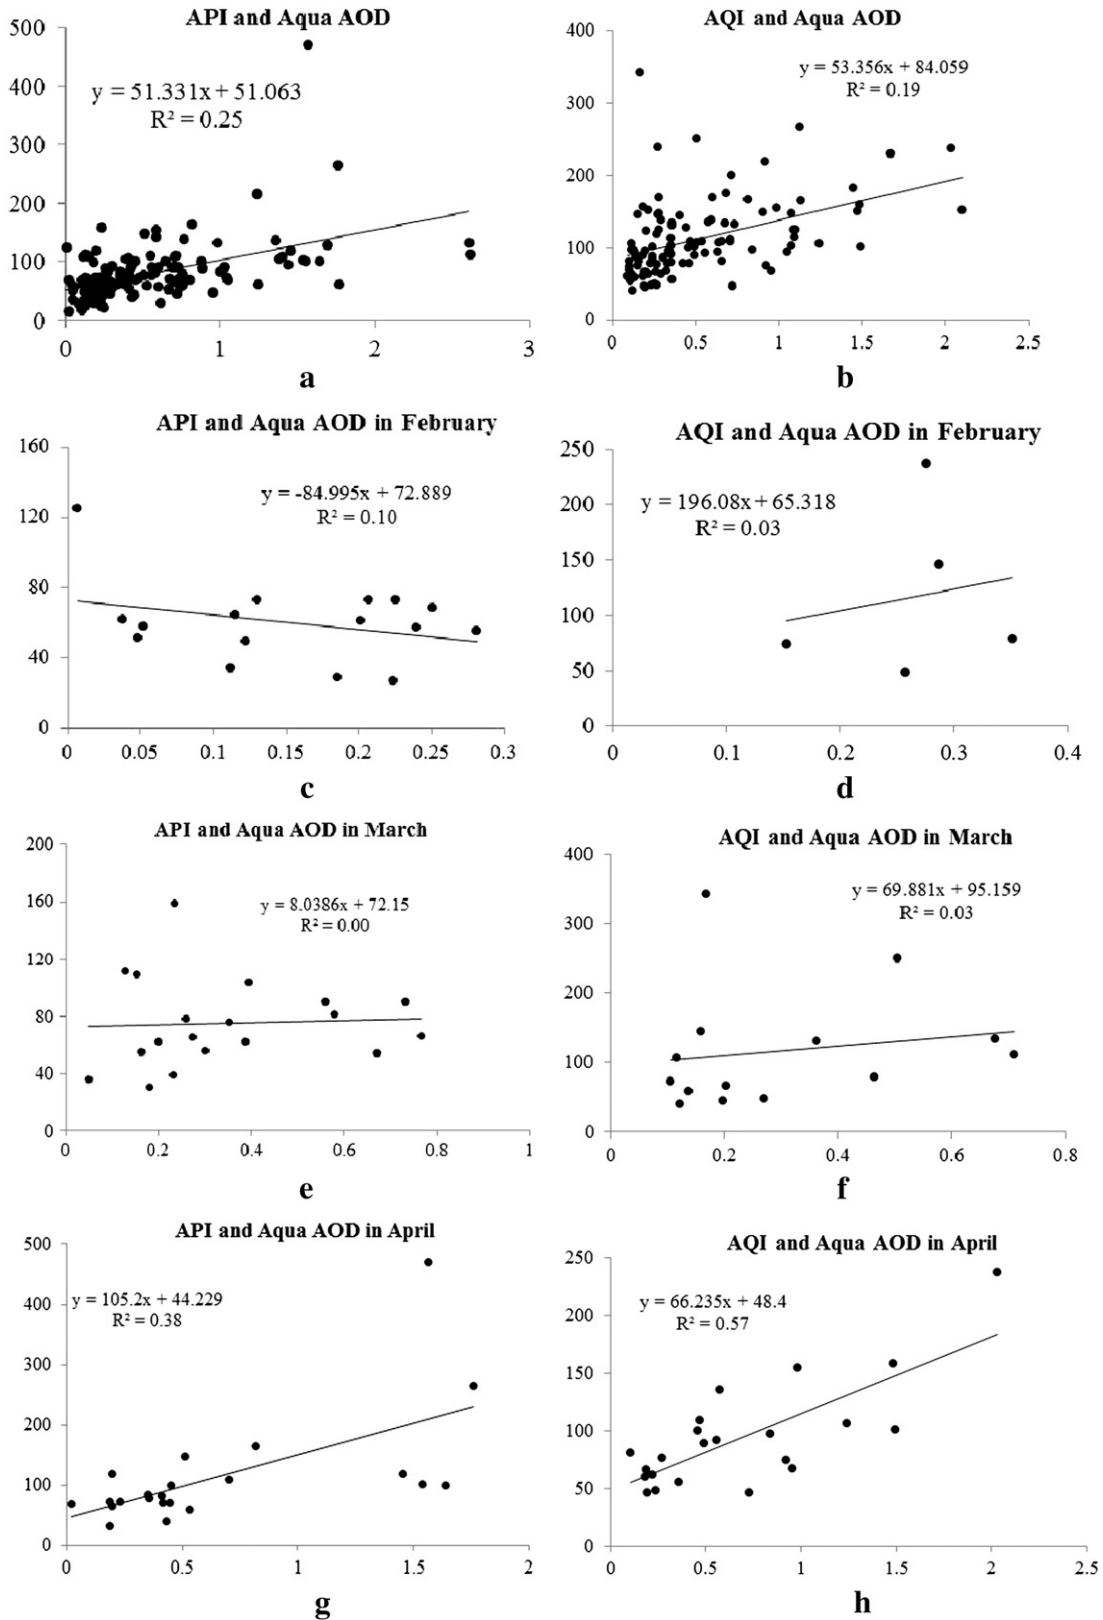 API and Aqua AOD
500
400
300
200
100
0
y = 51.331x + 51.063
R² = 0.25
0 1 2 3
a
AQI and Aqua AOD
400
300
200
100
0
y = 53.356x + 84.059
R² = 0.19
0 0.5 1 1.5 2 2.5
b
API and Aqua AOD in February
160
120
80
40
0
y = -84.995x + 72.889
R² = 0.10
0 0.05 0.1 0.15 0.2 0.25 0.3
c
AQI and Aqua AOD in February
250
200
150
100
50
0
y = 196.08x + 65.318
R² = 0.03
0 0.1 0.2 0.3 0.4
d
API and Aqua AOD in March
200
160
120
80
40
0
y = 8.0386x + 72.15
R² = 0.00
0 0.2 0.4 0.6 0.8 1
e
AQI and Aqua AOD in March
400
300
200
100
0
y = 69.881x + 95.159
R² = 0.03
0 0.2 0.4 0.6 0.8
f
API and Aqua AOD in April
500
400
300
200
100
0
y = 105.2x + 44.229
R² = 0.38
0 0.5 1 1.5 2
g
AQI and Aqua AOD in April
250
200
150
100
50
0
y = 66.235x + 48.4
R² = 0.57
0 0.5 1 1.5 2 2.5
h